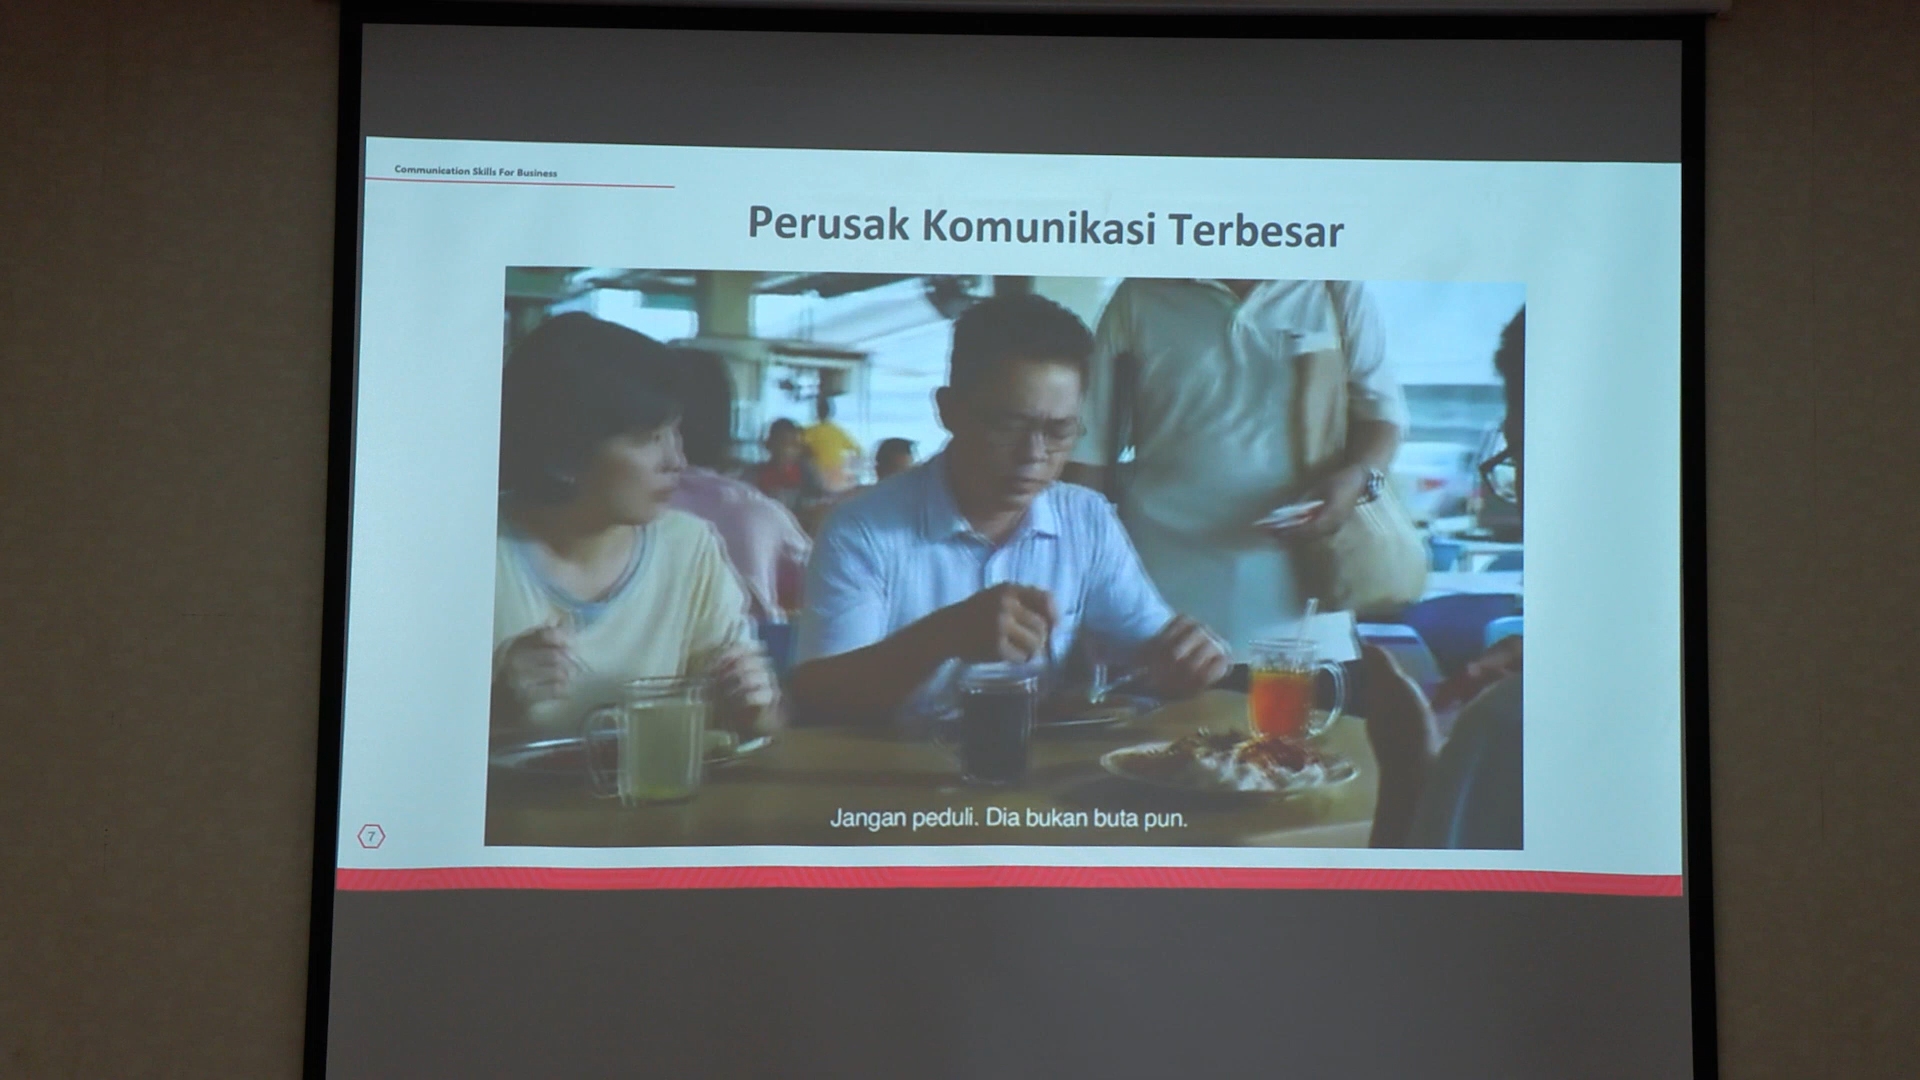 Communication Skills For Business
Perusak Komunikasi Terbesar
Jangan peduli. Dia bukan buta pun.
7